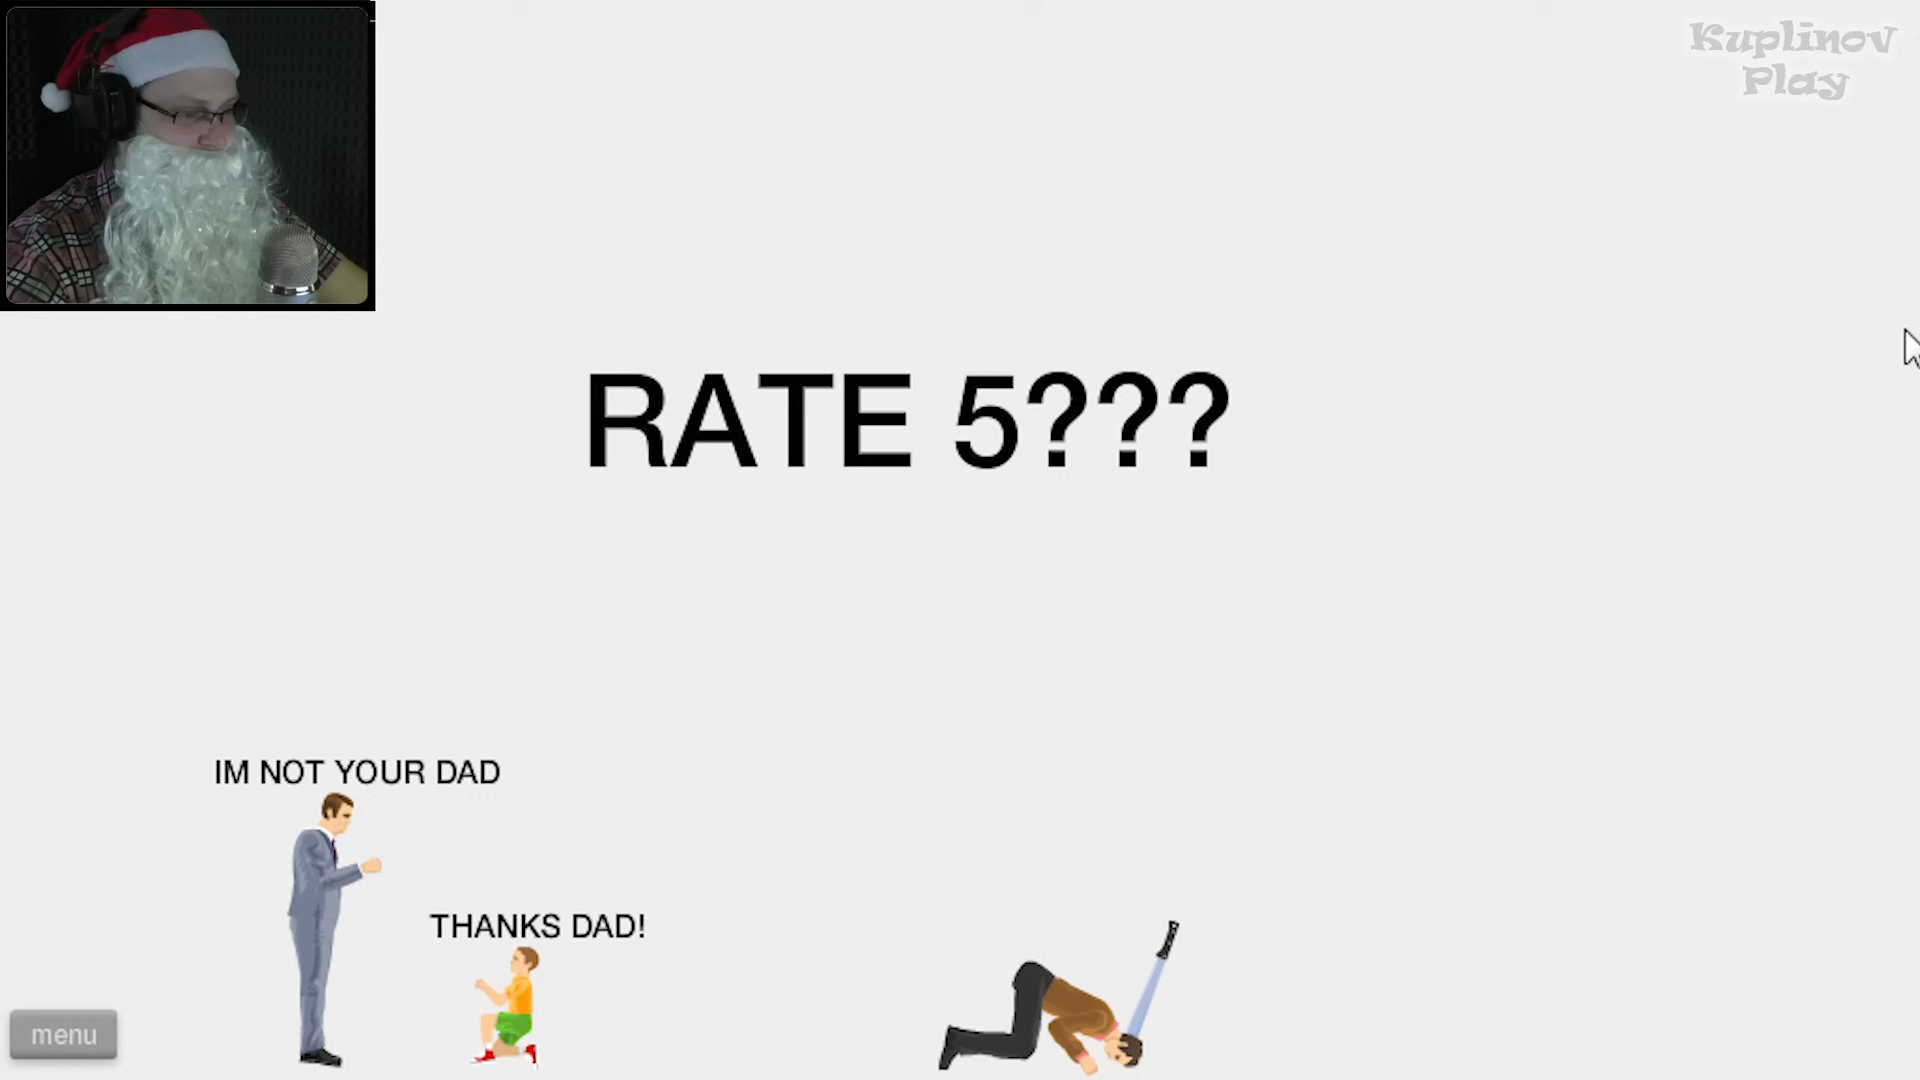 Kuplinov
Play
RATE 5???
IM NOT YOUR DAD
THANKS DAD!
menu